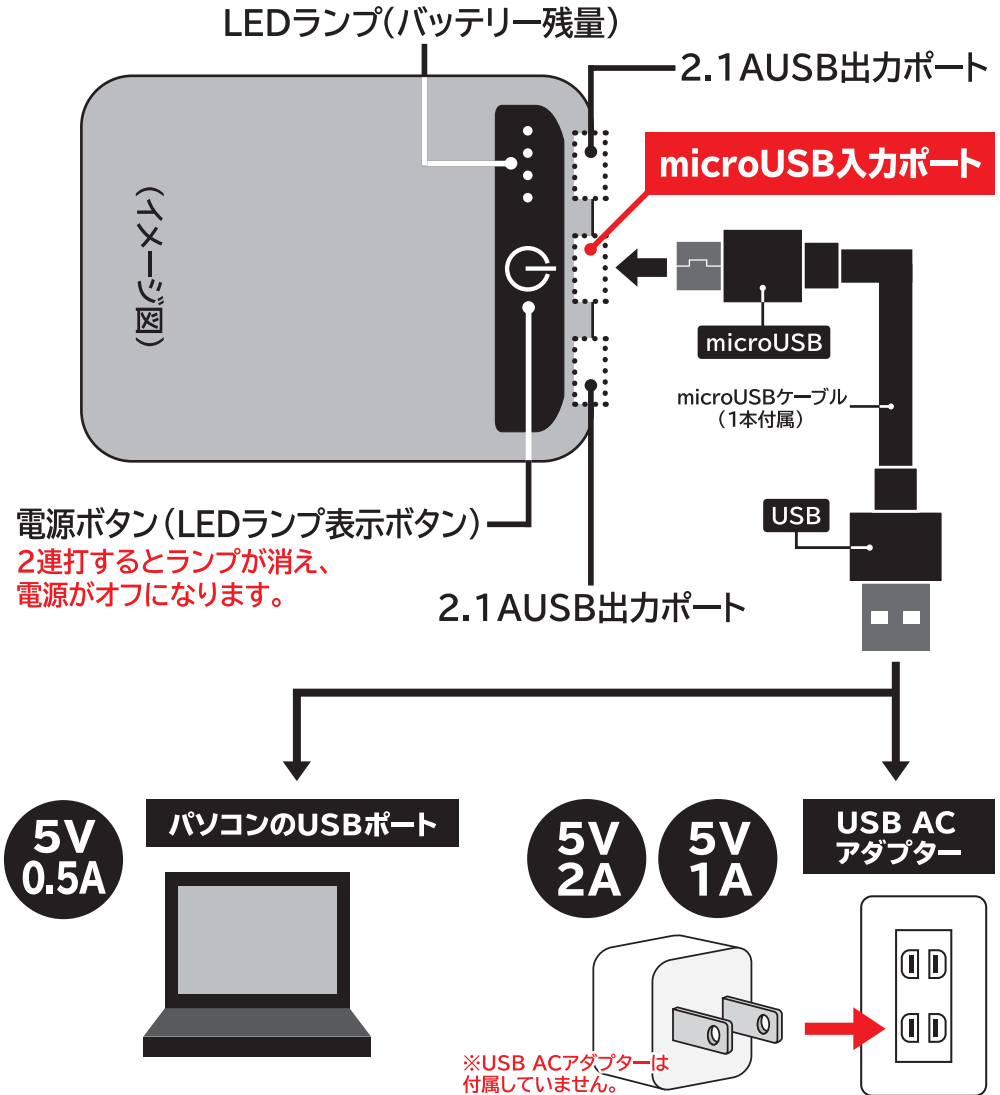 LEDランプ(バッテリー残量)
2.1AUSB出力ポート
microUSB入力ポート
(イメージ図)
microUSB
microUSBケーブル
(1本付属)
電源ボタン(LEDランプ表示ボタン)
2連打するとランプが消え、
電源がオフになります。
USB
2.1AUSB出力ポート
5V
0.5A
パソコンのUSBポート
5V
2A
5V
1A
USB AC
アダプター
※USB ACアダプターは
付属していません。